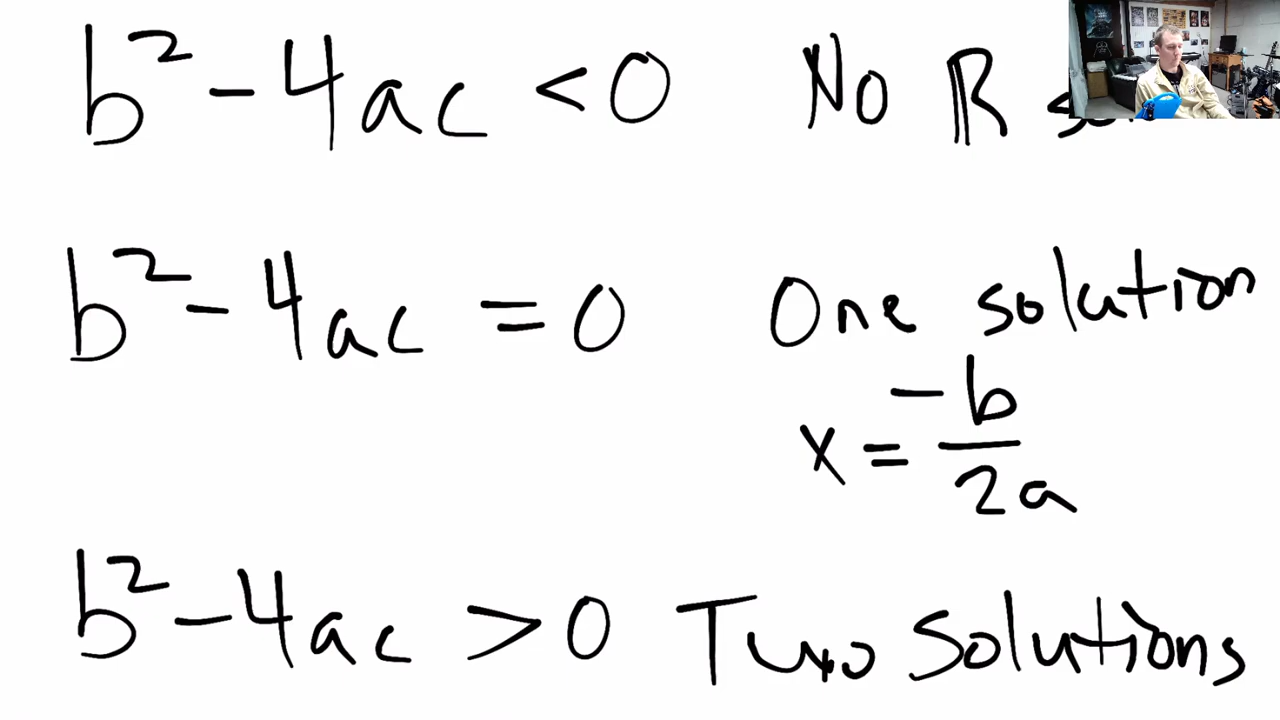 b² - 4ac < 0 No ℝ
b² - 4ac = 0 One solution
x = -b/2a
b² - 4ac > 0 Two solutions